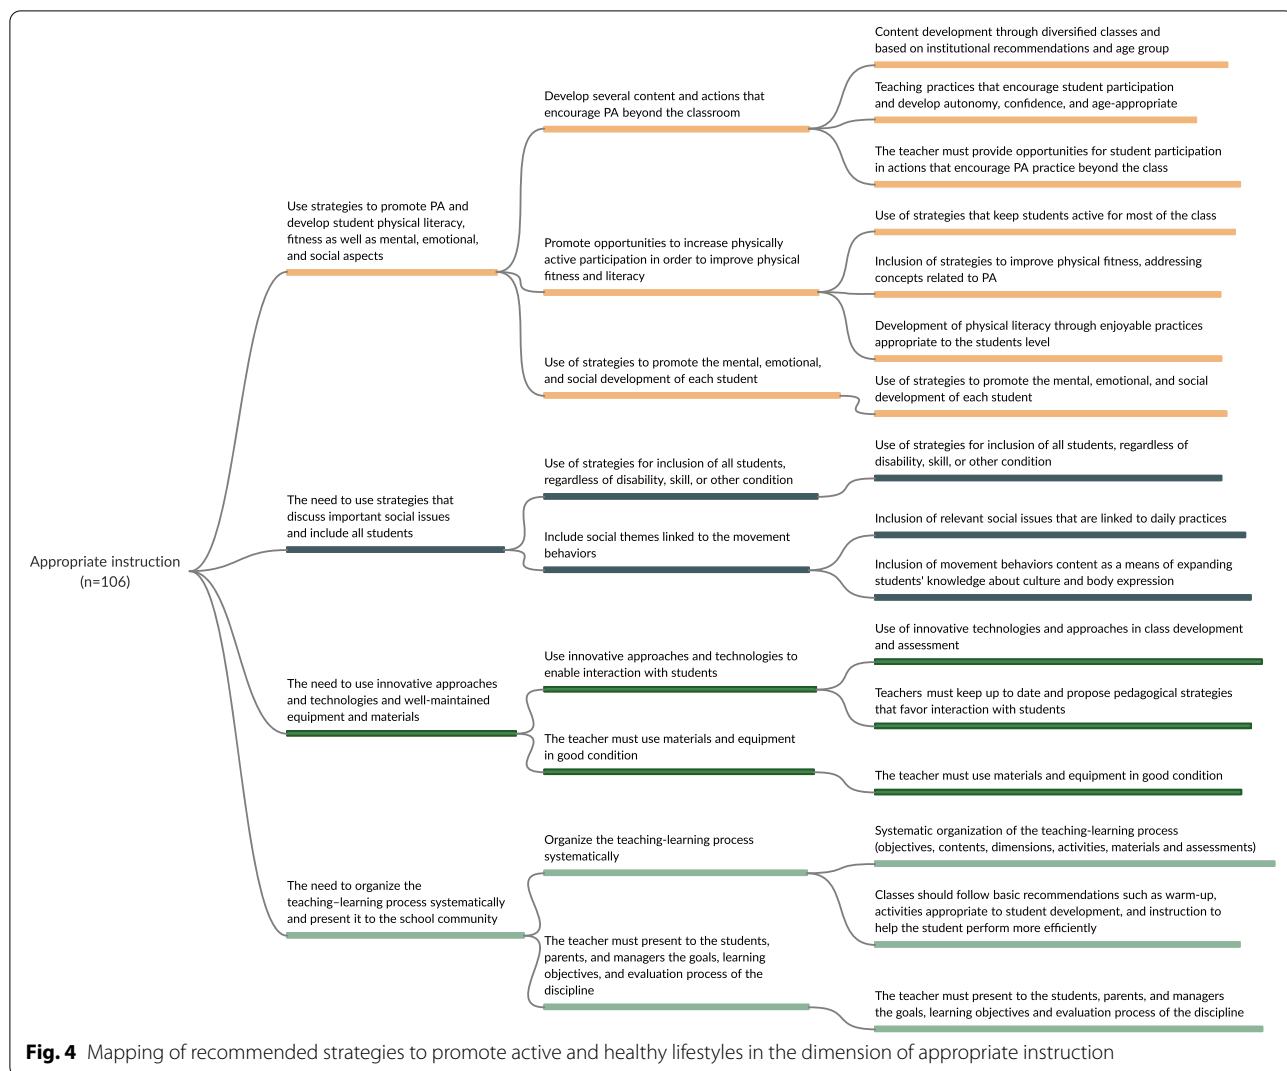 Content development through diversified classes and
based on institutional recommendations and age group
Teaching practices that encourage student participation
and develop autonomy, confidence, and age-appropriate
Develop several content and actions that
encourage PA beyond the classroom
The teacher must provide opportunities for student participation
in actions that encourage PA practice beyond the class
Use strategies to promote PA and
develop student physical literacy,
fitness as well as mental, emotional,
and social aspects
Use of strategies that keep students active for most of the class
Promote opportunities to increase physically
active participation in order to improve physical
fitness and literacy
Inclusion of strategies to improve physical fitness, addressing
concepts related to PA
Development of physical literacy through enjoyable practices
appropriate to the students level
Use of strategies to promote the mental, emotional,
and social development of each student
Use of strategies to promote the mental, emotional, and social
development of each student
Use of strategies for inclusion of all students,
regardless of disability, skill, or other condition
Use of strategies for inclusion of all students, regardless of
disability, skill, or other condition
The need to use strategies that
discuss important social issues
and include all students
Include social themes linked to the movement
behaviors
Inclusion of relevant social issues that are linked to daily practices
Inclusion of movement behaviors content as a means of expanding
students' knowledge about culture and body expression
Appropriate instruction
(n=106)
Use of innovative technologies and approaches in class development
and assessment
Use innovative approaches and technologies to
enable interaction with students
Teachers must keep up to date and propose pedagogical strategies
that favor interaction with students
The need to use innovative approaches
and technologies and well-maintained
equipment and materials
The teacher must use materials and equipment
in good condition
The teacher must use materials and equipment in good condition
Organize the teaching-learning process
systematically
Systematic organization of the teaching-learning process
(objectives, contents, dimensions, activities, materials and assessments)
Classes should follow basic recommendations such as warm-up,
activities appropriate to student development, and instruction to
help the student perform more efficiently
The need to organize the
teaching–learning process systematically
and present it to the school community
The teacher must present to the students,
parents, and managers the goals, learning
objectives, and evaluation process of the
discipline
The teacher must present to the students, parents, and managers
the goals, learning objectives and evaluation process of the discipline
Fig. 4 Mapping of recommended strategies to promote active and healthy lifestyles in the dimension of appropriate instruction